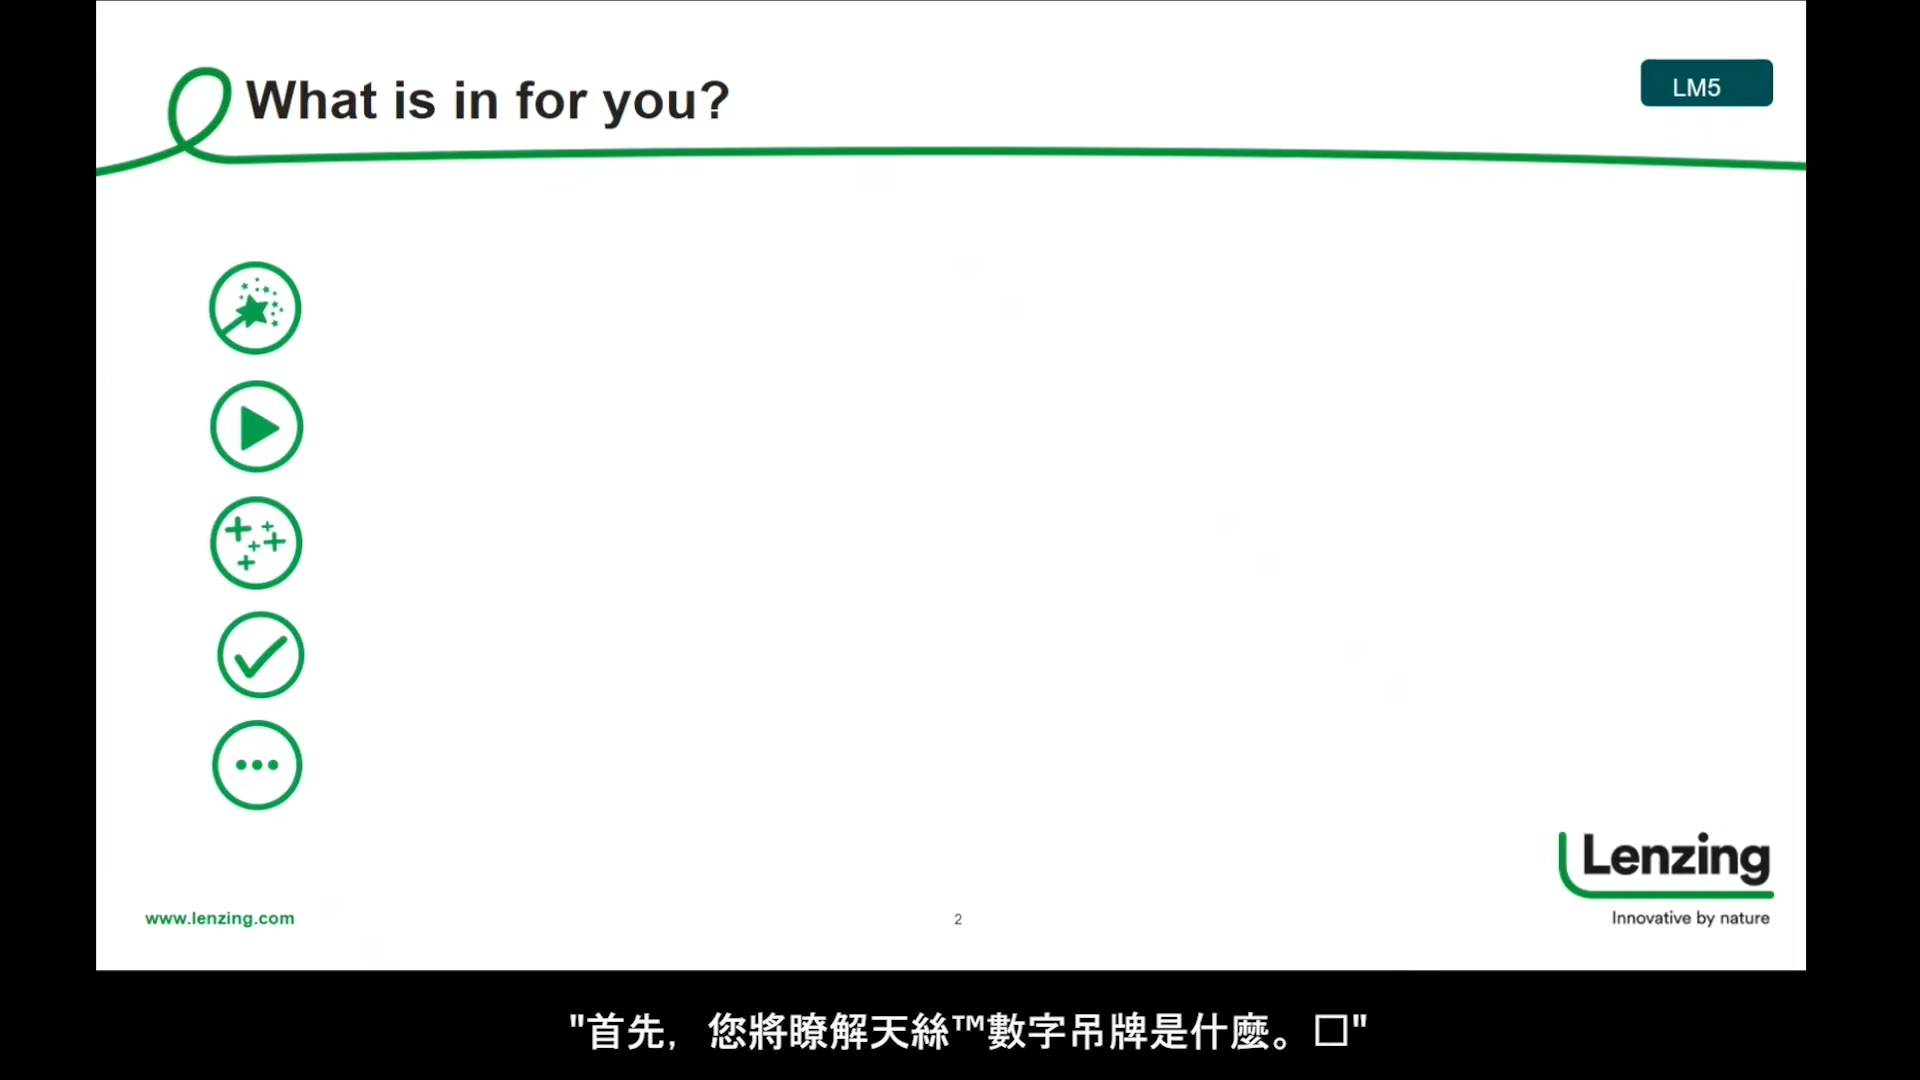 What is in for you?
LM5
Lenzing
Innovative by nature
www.lenzing.com
2
"首先，您將瞭解天絲™數字吊牌是什麼。□"